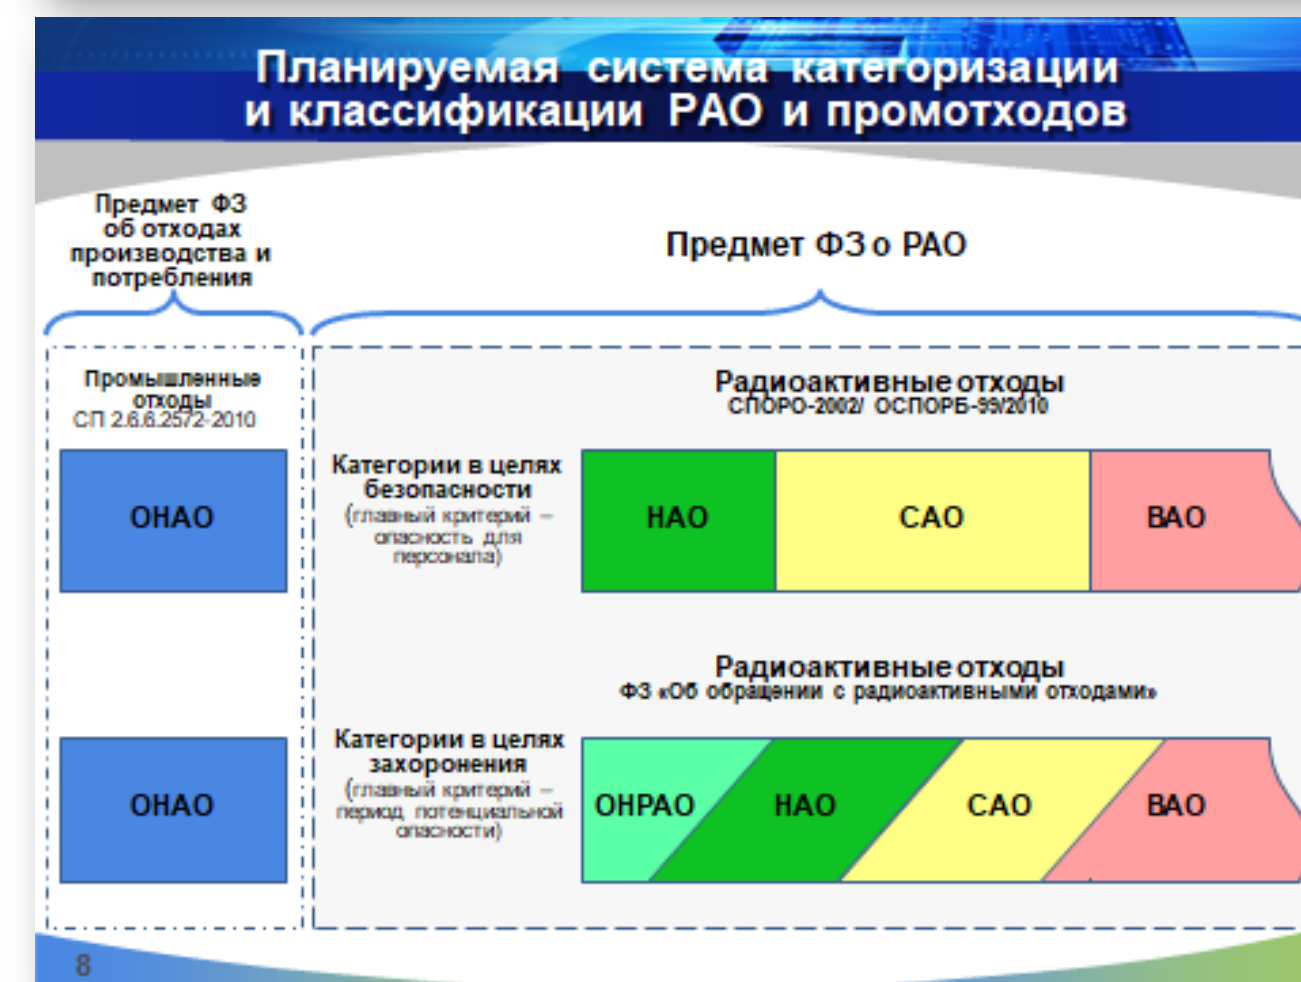 Планируемая система категоризации
и классификации РАО и промотходов
Предмет ФЗ
об отходах
производства и
потребления
Предмет ФЗ о РАО
Промышленные
отходы
СП 2.6.6.2572-2010
Радиоактивные отходы
СПОРО-2002/ ОСПОРБ-99/2010
Категории в целях
безопасности
(главный критерий –
опасность для
персонала)
ОНАО
НАО
САО
ВАО
Радиоактивные отходы
ФЗ «Об обращении с радиоактивными отходами»
Категории в целях
захоронения
(главный критерий –
период потенциальной
опасности)
ОНАО
ОНРАО
НАО
САО
ВАО
8